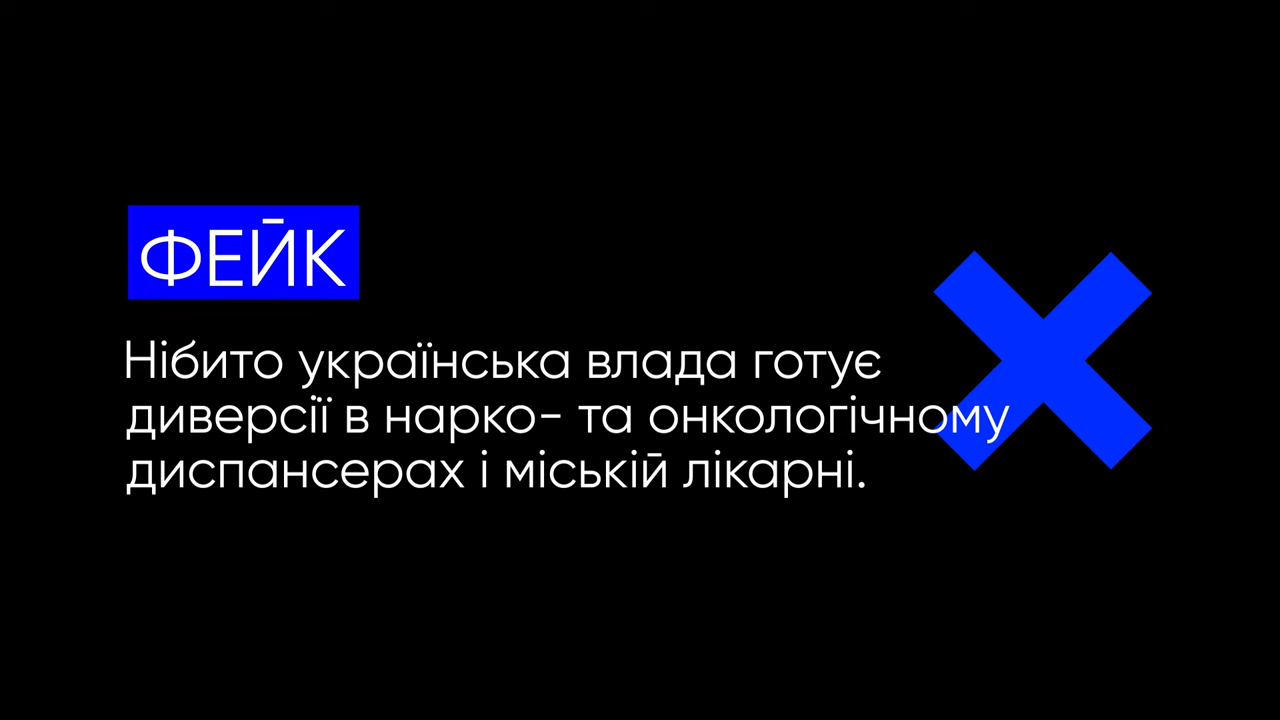 ФЕЙК
Нібито українська влада готує
диверсії в нарко- та онкологічному
диспансерах і міській лікарні.